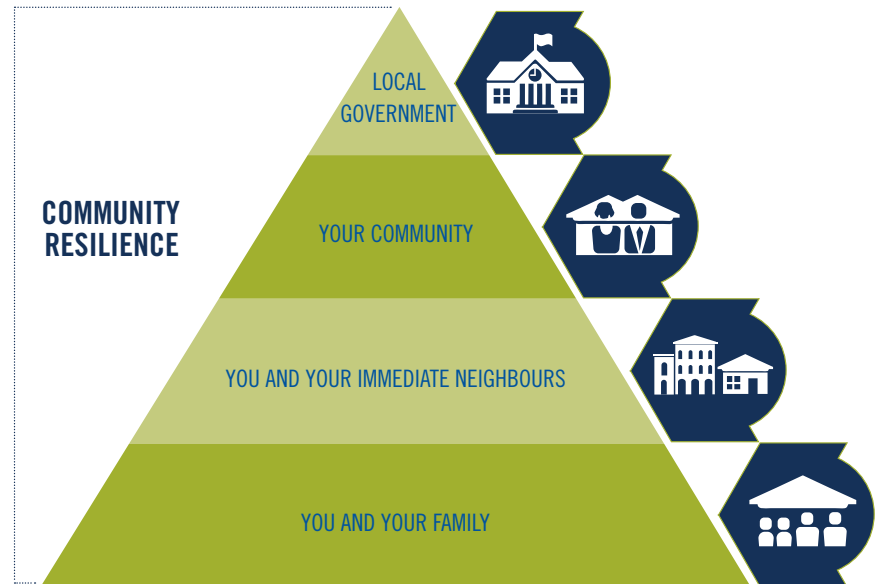 LOCAL
GOVERNMENT
COMMUNITY
RESILIENCE
YOUR COMMUNITY
YOU AND YOUR IMMEDIATE NEIGHBOURS
YOU AND YOUR FAMILY